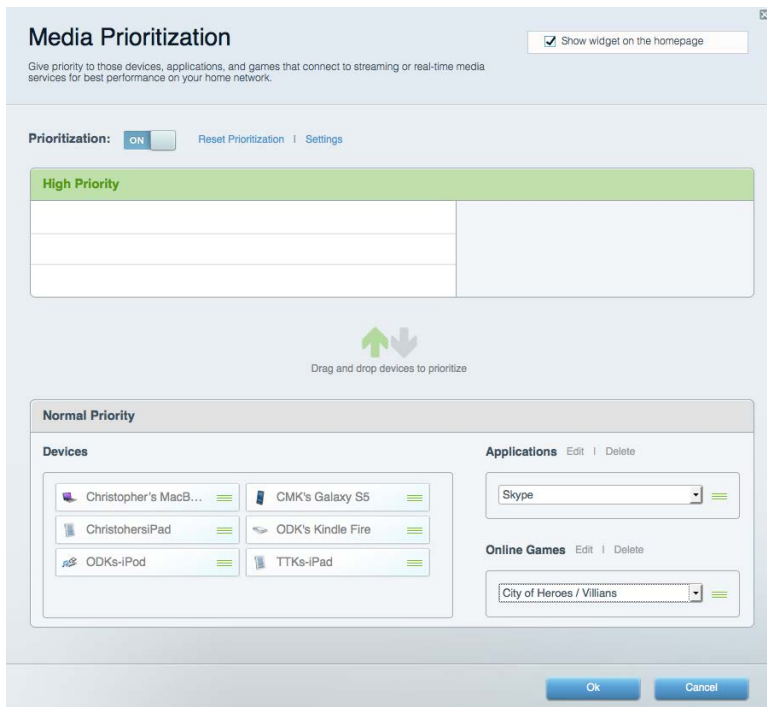 Media Prioritization
Show widget on the homepage
Give priority to those devices, applications, and games that connect to streaming or real-time media
services for best performance on your home network.
Prioritization: ON Reset Prioritization | Settings
High Priority
Drag and drop devices to prioritize
Normal Priority
Devices
Christopher's MacB...
CMK's Galaxy S5
ChristohersiPad
ODK's Kindle Fire
ODKs-iPod
TTKs-iPad
Applications Edit | Delete
Skype
Online Games Edit | Delete
City of Heroes / Villians
Ok
Cancel